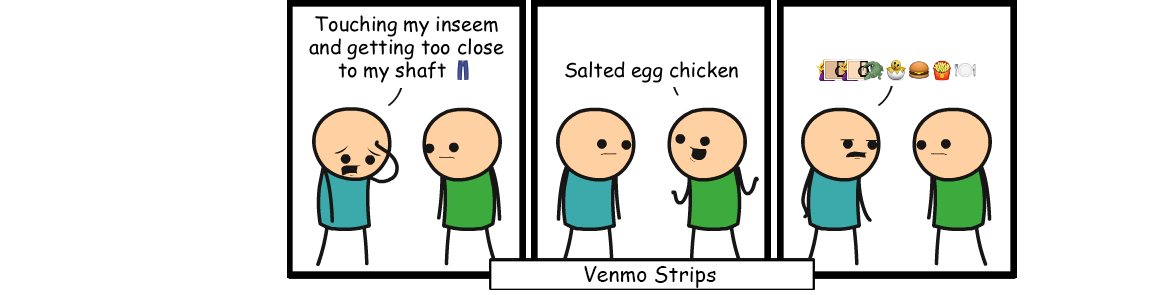 Touching my inseem
and getting too close
to my shaft 👖
Salted egg chicken
🐢🐣🍔🍟🍽️
Venmo Strips